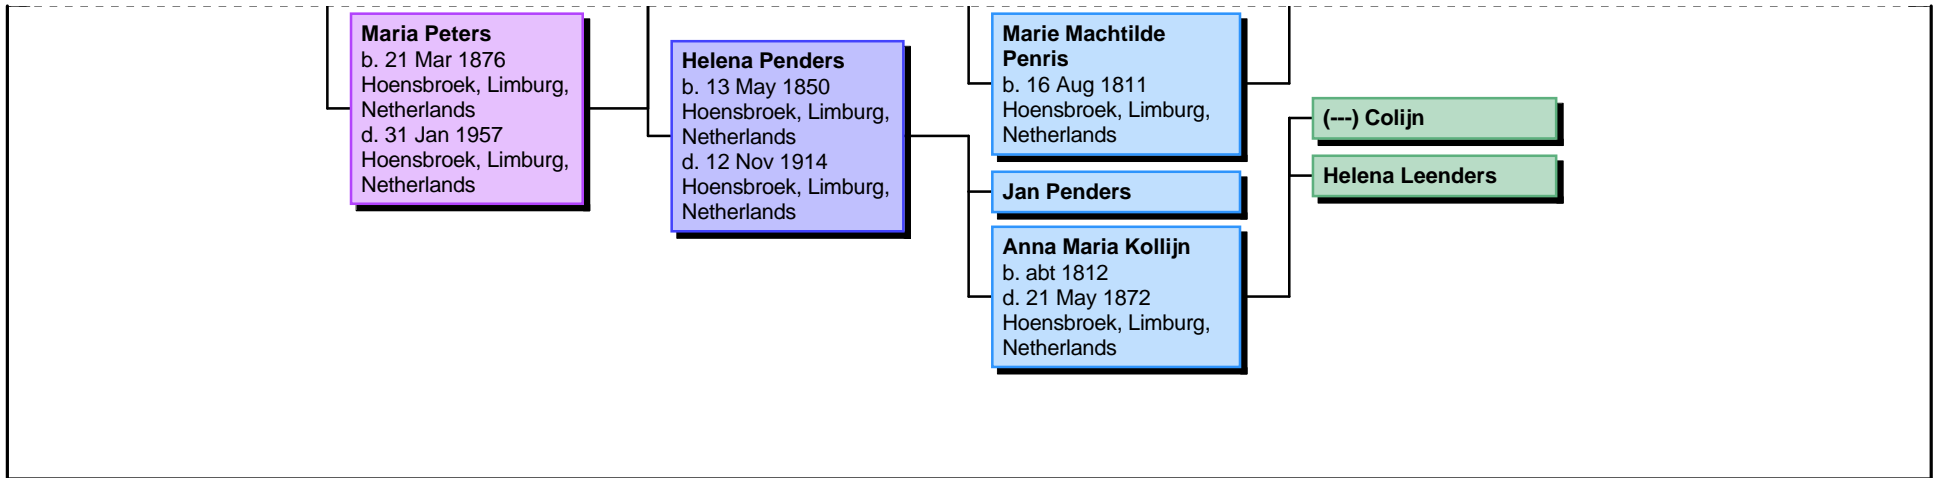 Maria Peters
b. 21 Mar 1876
Hoensbroek, Limburg,
Netherlands
d. 31 Jan 1957
Hoensbroek, Limburg,
Netherlands
Helena Penders
b. 13 May 1850
Hoensbroek, Limburg,
Netherlands
d. 12 Nov 1914
Hoensbroek, Limburg,
Netherlands
Marie Machtilde
Penris
b. 16 Aug 1811
Hoensbroek, Limburg,
Netherlands
Jan Penders
Anna Maria Kollijn
b. abt 1812
d. 21 May 1872
Hoensbroek, Limburg,
Netherlands
(---) Colijn
Helena Leenders